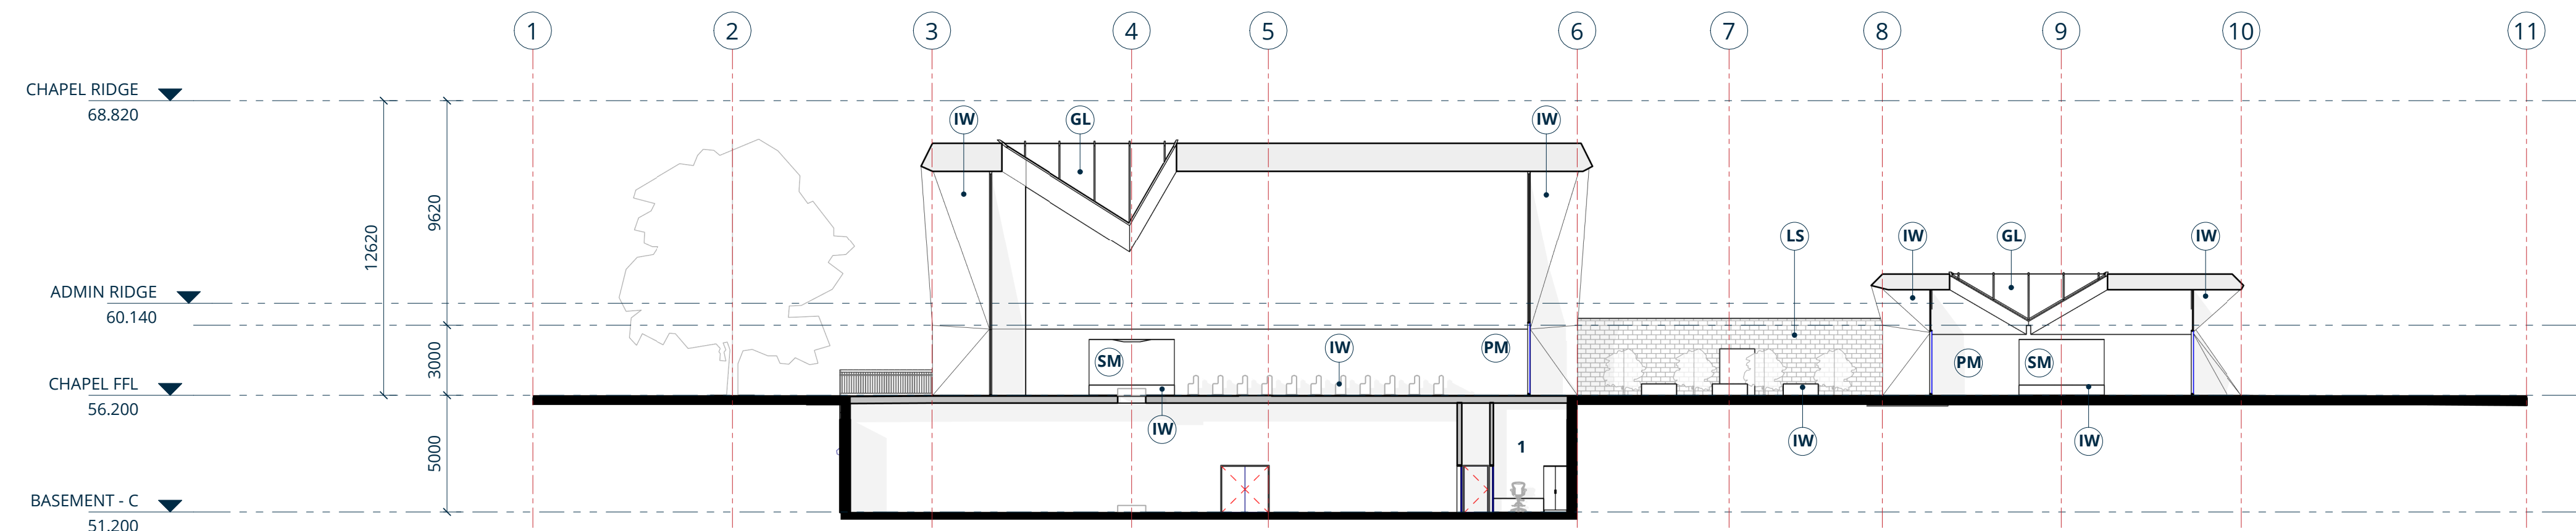 1 2 3 4 5 6 7 8 9 10 11
CHAPEL RIDGE
68.820
IW GL IW
12620
9620
LS IW GL IW
ADMIN RIDGE
60.140
3000
SM IW PM PM SM
CHAPEL FFL
56.200
IW IW IW
5000
1
BASEMENT - C
51.200